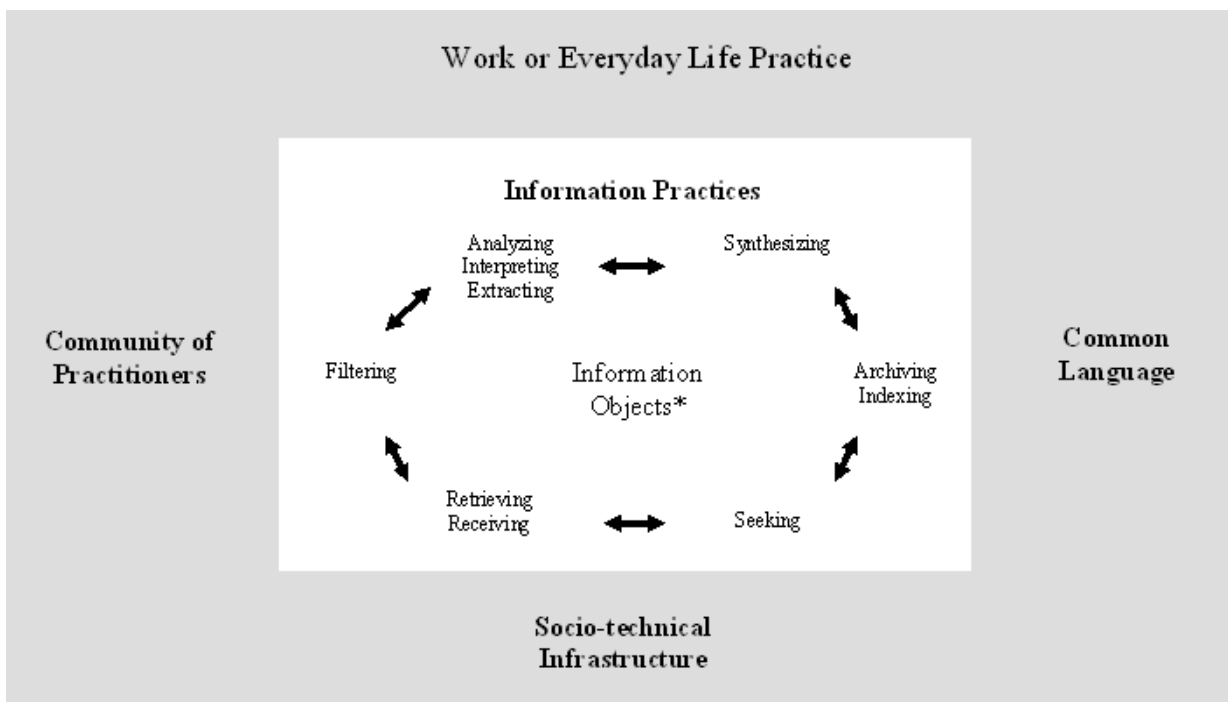 Work or Everyday Life Practice
Information Practices
Analyzing
Interpreting
Extracting
Synthesizing
Community of
Practitioners
Filtering
Information
Objects*
Archiving
Indexing
Common
Language
Retrieving
Receiving
Seeking
Socio-technical
Infrastructure